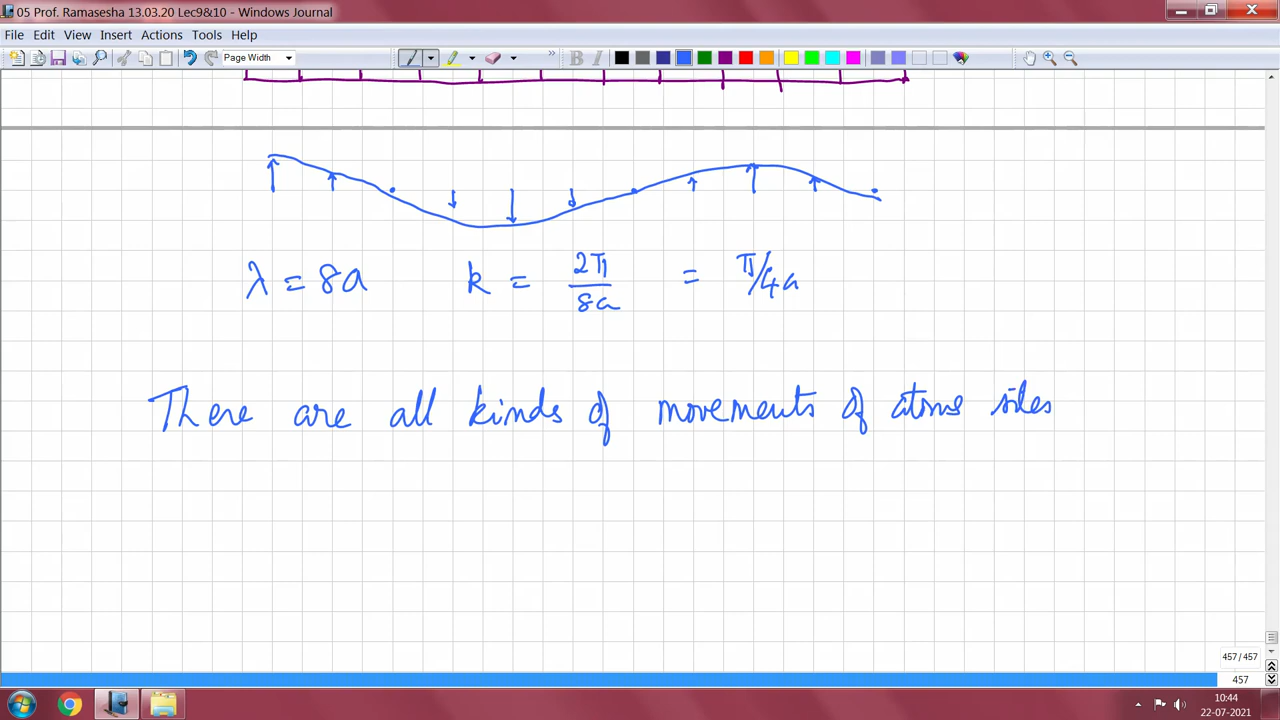 05 Prof. Ramasesha 13.03.20 Lec9&10 - Windows Journal
File Edit View Insert Actions Tools Help
Page Width
B I
λ = 8a k = 2π/8a = π/4a
There are all kinds of movements of atoms sites
457/457
457
10:44
22-07-2021